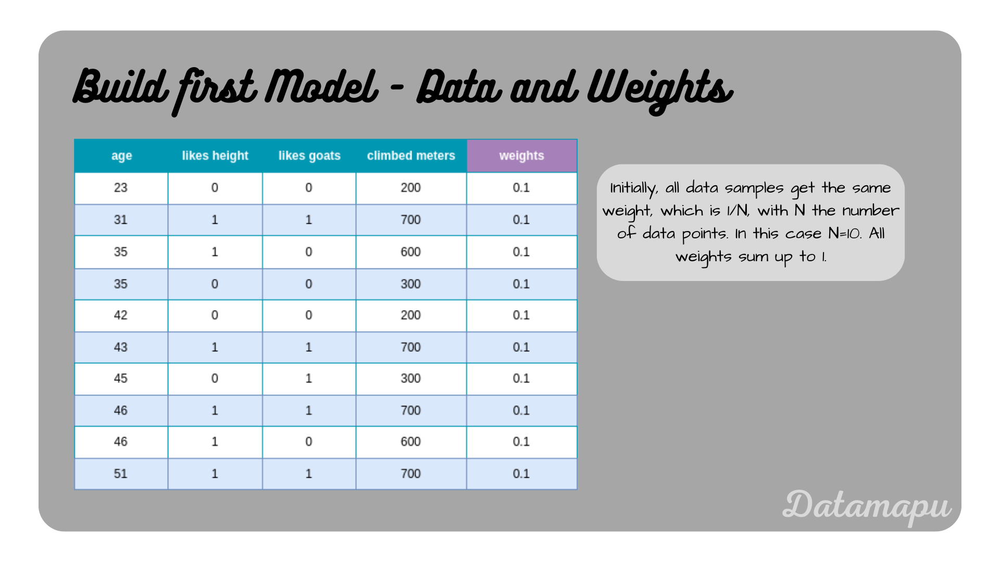 Build first Model - Data and Weights
age likes height likes goats climbed meters weights
23 0 0 200 0.1
31 1 1 700 0.1
35 1 0 600 0.1
35 0 0 300 0.1
42 0 0 200 0.1
43 1 1 700 0.1
45 0 1 300 0.1
46 1 1 700 0.1
46 1 0 600 0.1
51 1 1 700 0.1
Initially, all data samples get the same
weight, which is 1/N, with N the number
of data points. In this case N=10. All
weights sum up to 1.
Datamapu